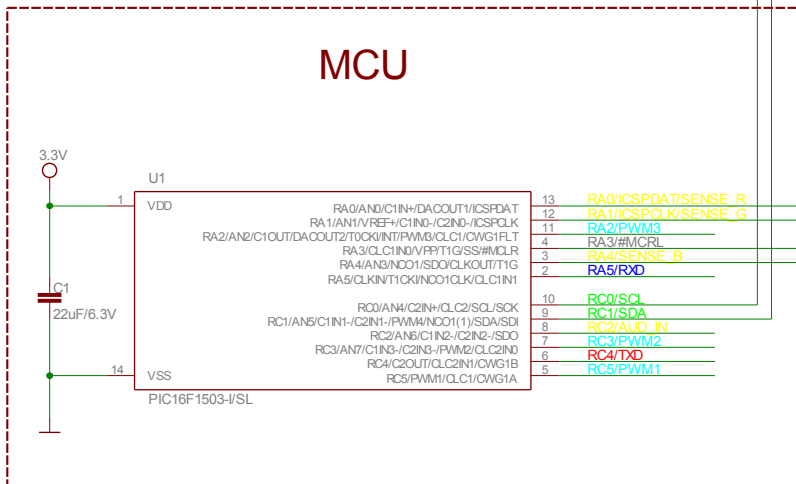 MCU
3.3V
U1
1 VDD
RA0/AN0/C1IN+/DACOUT1/ICSPDAT 13 RA0/ICSPDAT/SENSE_R
RA1/AN1/VREF+/C1IN0-/C2IN0-/ICSPCLK 12 RA1/ICSPCLK/SENSE_G
RA2/AN2/C1OUT/DACOUT2/T0CKI/INT/PWM3/CLC1/CWG1FLT 11 RA2/PWM3
RA3/CLC1IN0/VPP/T1G/SS/#MCLR 4 RA3/#MCRL
RA4/AN3/NCO1/SDO/CLKOUT/T1G 3 RA4/SENSE_B
RA5/CLKIN/T1CKI/NCO1CLK/CLC1IN1 2 RA5/RXD
C1
22uF/6.3V
RC0/AN4/C2IN+/CLC2/SCL/SCK 10 RC0/SCL
RC1/AN5/C1IN1-/C2IN1-/PWM4/NCO1(1)/SDA/SDI 9 RC1/SDA
RC2/AN6/C1IN2-/C2IN2-/SDO 8 RC2/AUD_IN
RC3/AN7/C1IN3-/C2IN3-/PWM2/CLC2IN0 7 RC3/PWM2
RC4/C2OUT/CLC2IN1/CWG1B 6 RC4/TXD
RC5/PWM1/CLC1/CWG1A 5 RC5/PWM1
14 VSS
PIC16F1503-I/SL